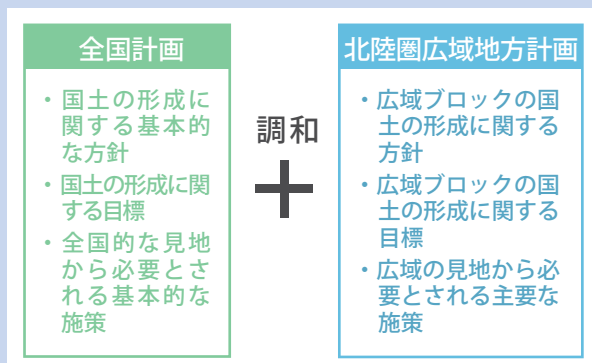 全国計画
・国土の形成に
関する基本的
な方針
・国土の形成に関
する目標
・全国的な見地
から必要とさ
れる基本的な
施策
調和
+
北陸圏広域地方計画
・広域ブロックの国
土の形成に関する
方針
・広域ブロックの国
土の形成に関する
目標
・広域の見地から必
要とされる主要な
施策